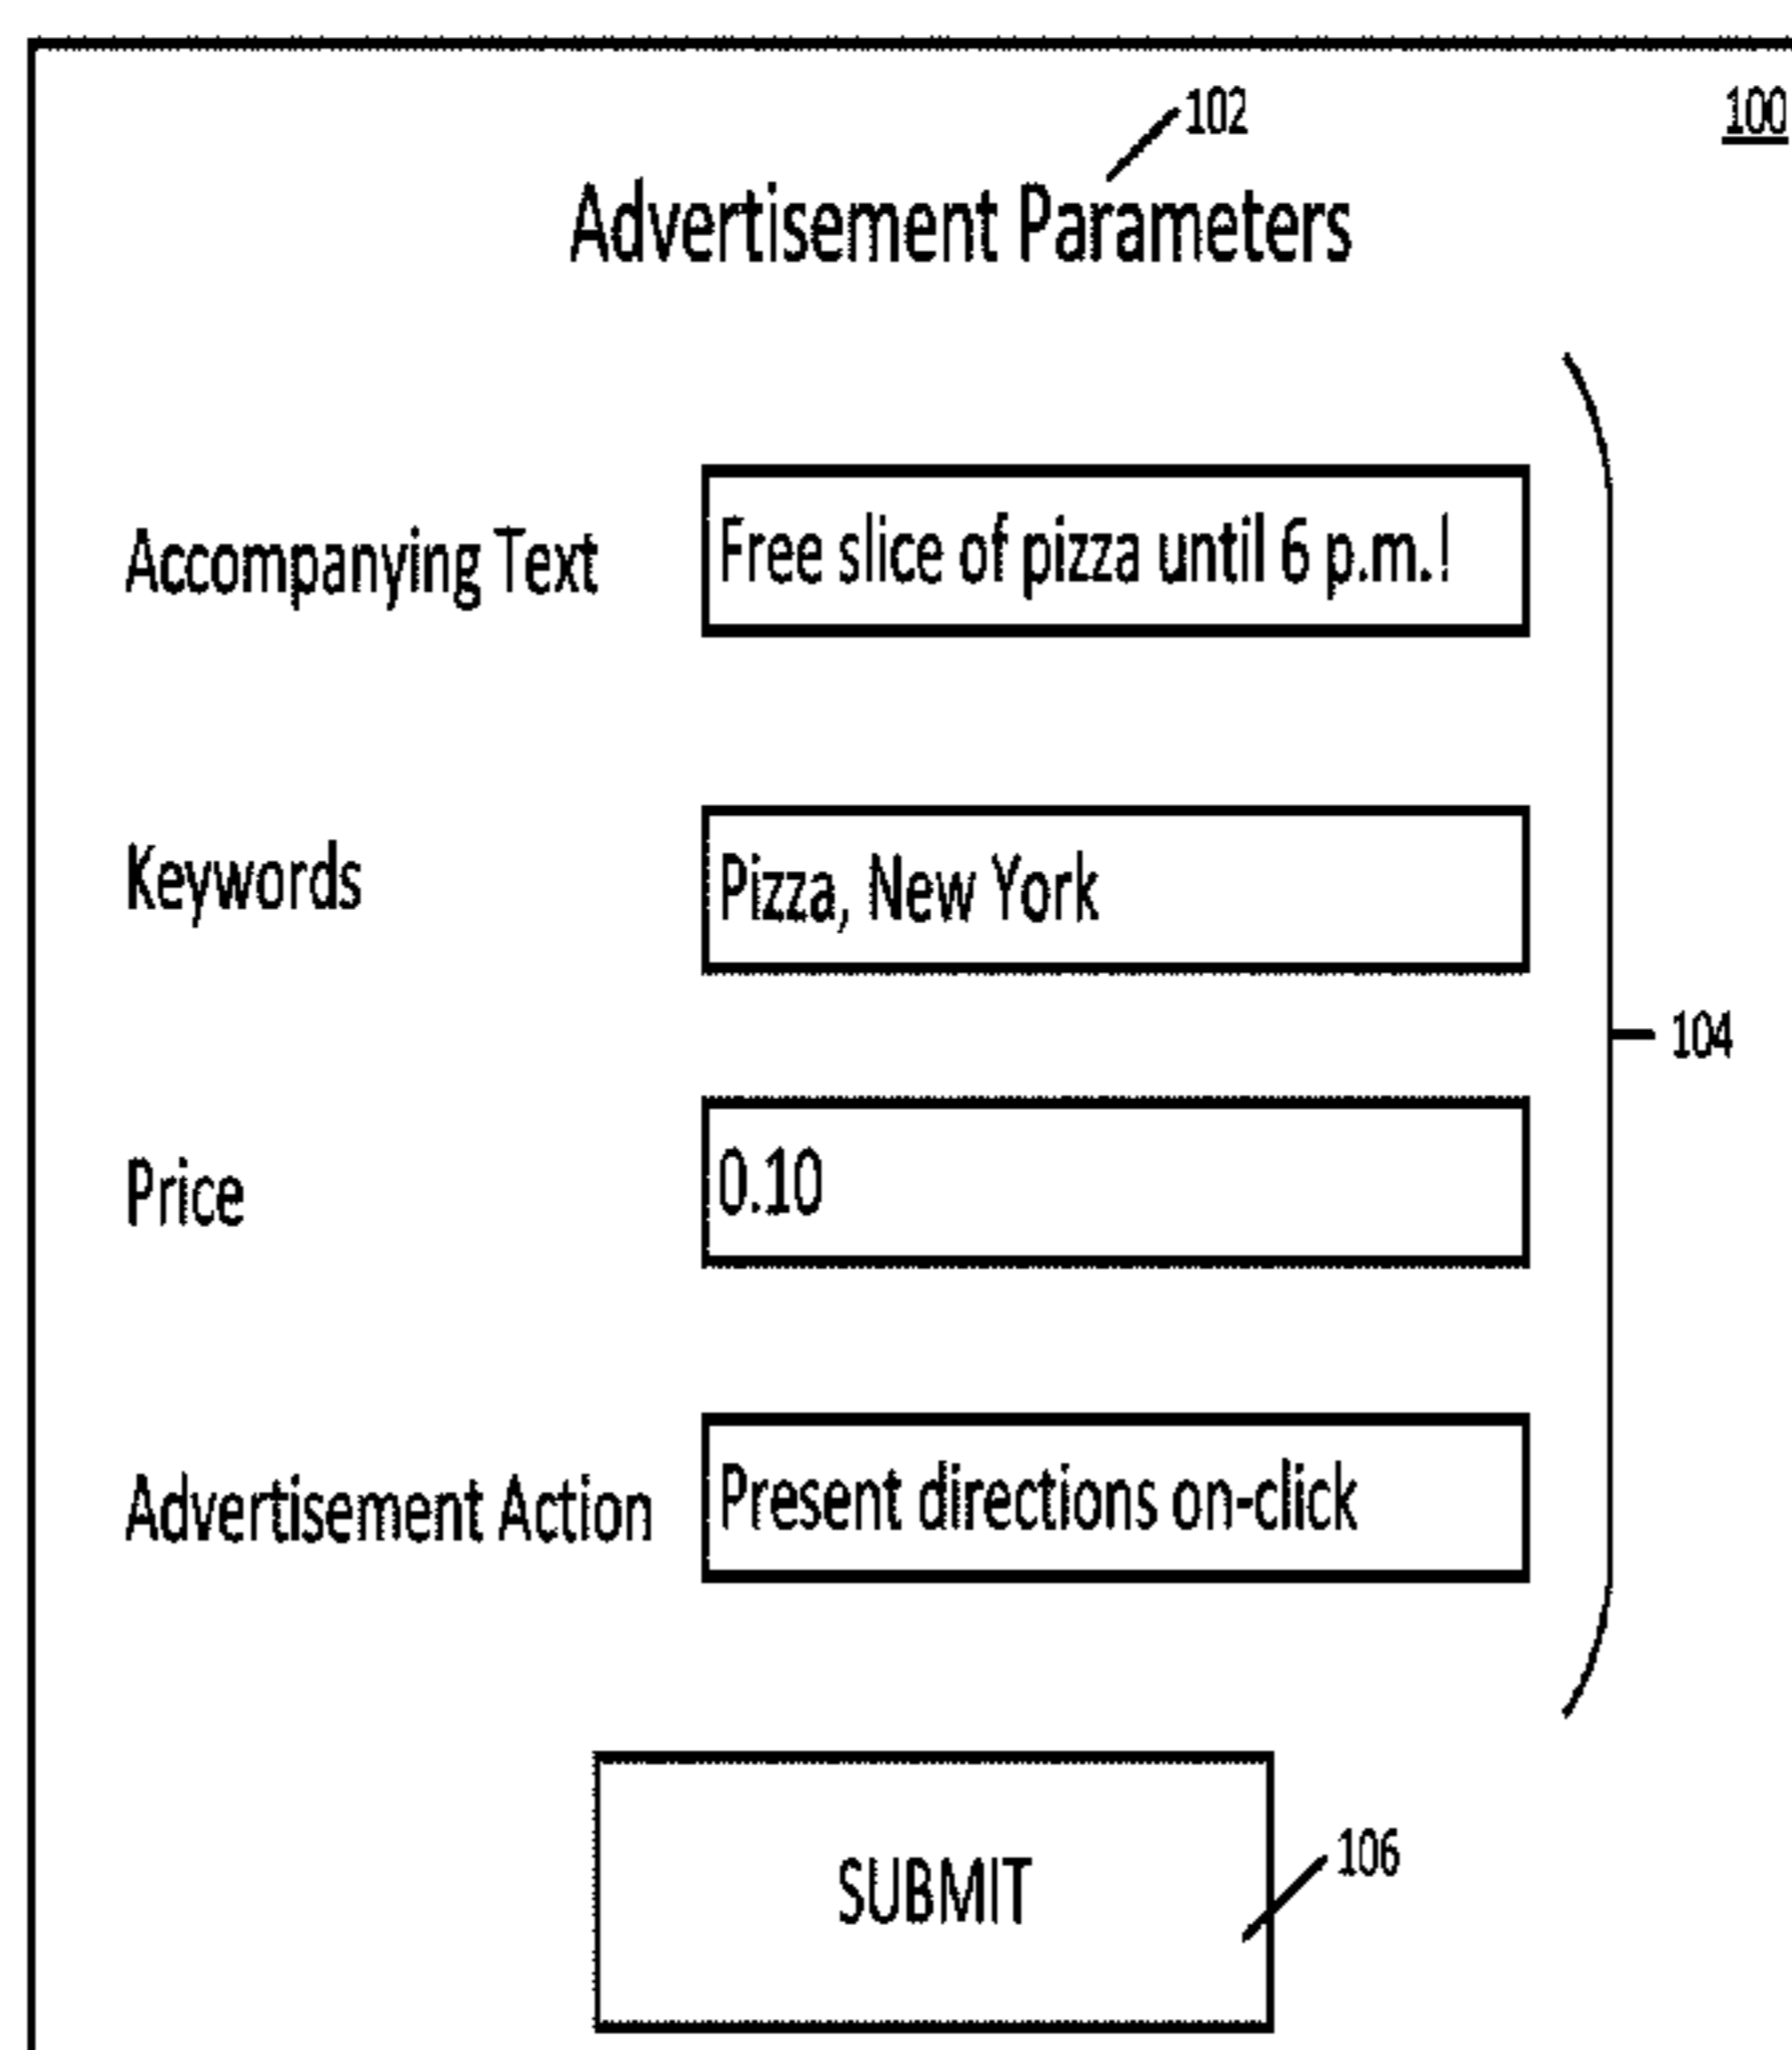 102
100
Advertisement Parameters
Accompanying Text
Free slice of pizza until 6 p.m.!
Keywords
Pizza, New York
104
Price
0.10
Advertisement Action
Present directions on-click
SUBMIT
106